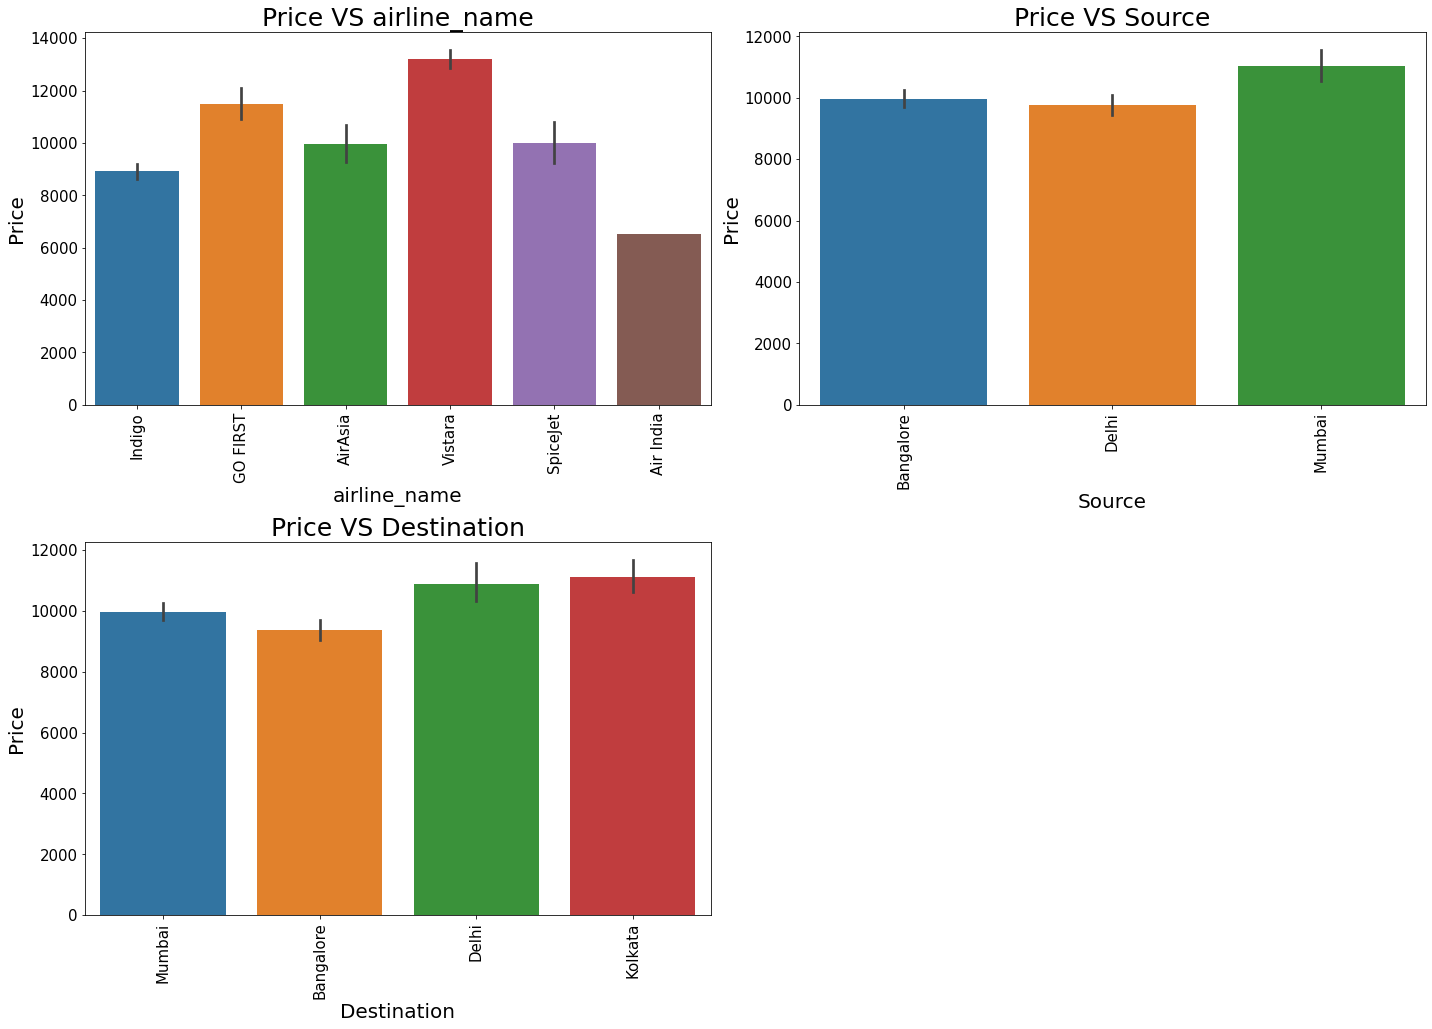 Price VS airline_name
14000
12000
10000
8000
6000
4000
2000
0
Price
Indigo
GO FIRST
AirAsia
Vistara
SpiceJet
Air India
airline_name
Price VS Source
12000
10000
8000
6000
4000
2000
0
Price
Bangalore
Delhi
Mumbai
Source
Price VS Destination
12000
10000
8000
6000
4000
2000
0
Price
Mumbai
Bangalore
Delhi
Kolkata
Destination